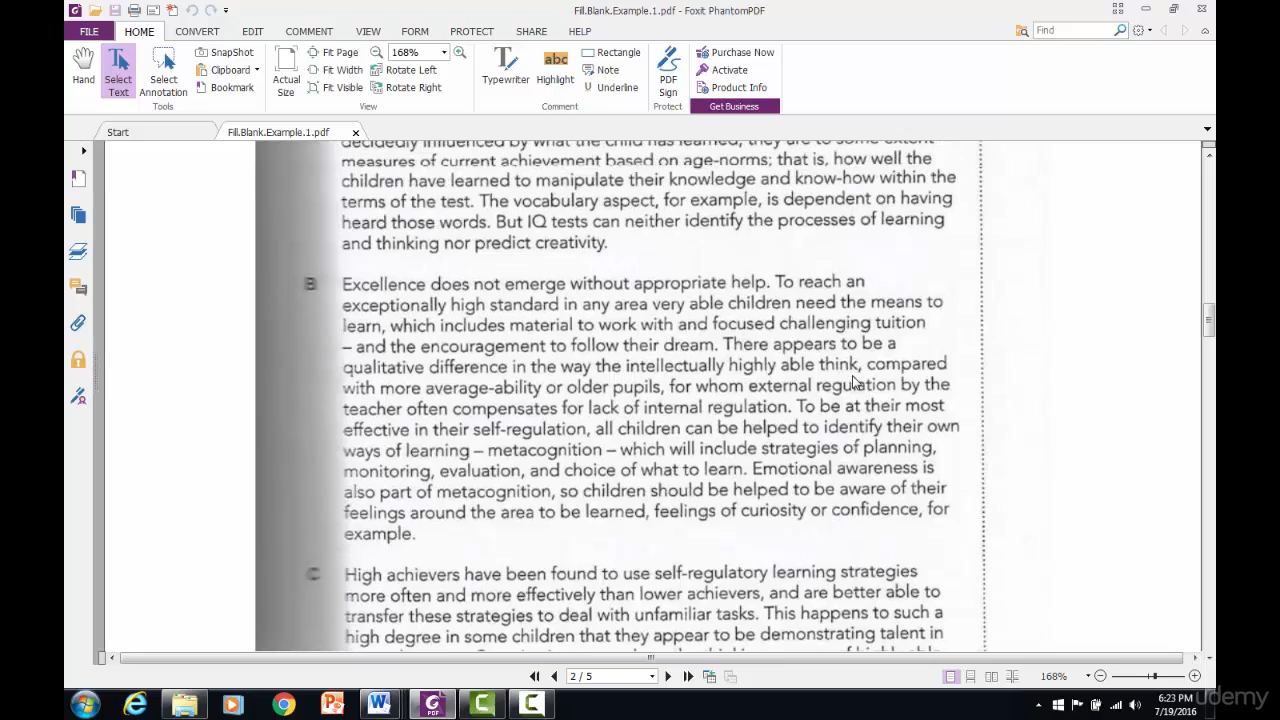 Fill.Blank.Example.1.pdf - Foxit PhantomPDF
FILE HOME CONVERT EDIT COMMENT VIEW FORM PROTECT SHARE HELP
Find
Hand
Select Text
Select Annotation
SnapShot
Clipboard
Bookmark
Tools
Actual Size
Fit Page
Fit Width
Fit Visible
168%
Rotate Left
Rotate Right
View
Typewriter
abc
Highlight
Rectangle
Note
Underline
Comment
PDF Sign
Protect
Purchase Now
Activate
Product Info
Get Business
Start
Fill.Blank.Example.1.pdf
decidedly influenced by what the child has learned, they are to some extent
measures of current achievement based on age-norms; that is, how well the
children have learned to manipulate their knowledge and know-how within the
terms of the test. The vocabulary aspect, for example, is dependent on having
heard those words. But IQ tests can neither identify the processes of learning
and thinking nor predict creativity.
B Excellence does not emerge without appropriate help. To reach an
exceptionally high standard in any area very able children need the means to
learn, which includes material to work with and focused challenging tuition
– and the encouragement to follow their dream. There appears to be a
qualitative difference in the way the intellectually highly able think, compared
with more average-ability or older pupils, for whom external regulation by the
teacher often compensates for lack of internal regulation. To be at their most
effective in their self-regulation, all children can be helped to identify their own
ways of learning – metacognition – which will include strategies of planning,
monitoring, evaluation, and choice of what to learn. Emotional awareness is
also part of metacognition, so children should be helped to be aware of their
feelings around the area to be learned, feelings of curiosity or confidence, for
example.
C High achievers have been found to use self-regulatory learning strategies
more often and more effectively than lower achievers, and are better able to
transfer these strategies to deal with unfamiliar tasks. This happens to such a
high degree in some children that they appear to be demonstrating talent in
2 / 5
168%
6:23 PM
7/19/2016
udemy